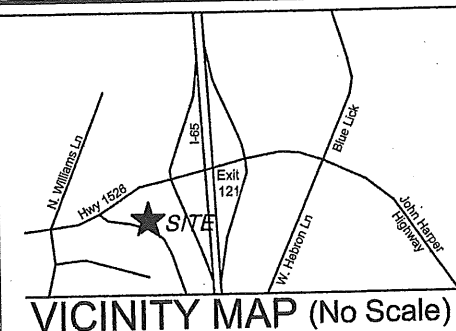 N. Williams Ln
Hwy 1526
SITE
I-65
Exit
121
Blue Lick
W. Hebron Ln
John Harper
Highway
VICINITY MAP (No Scale)